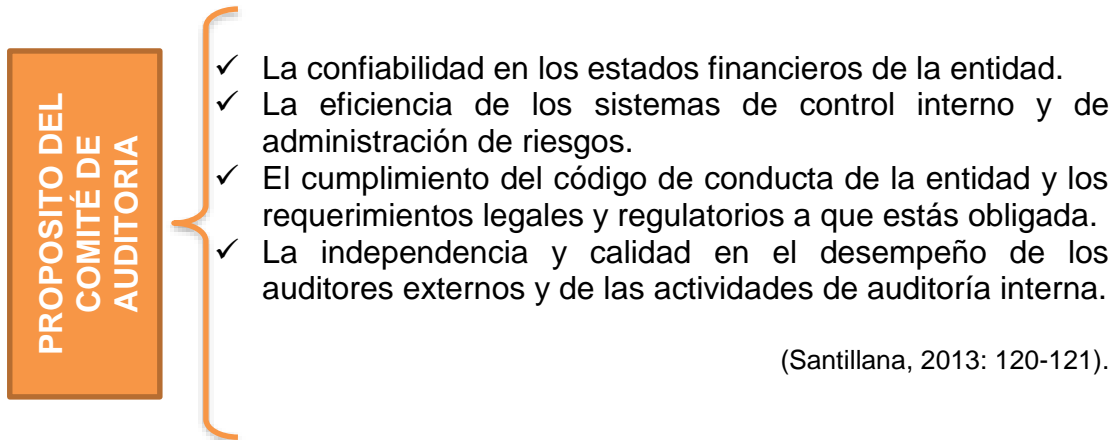 PROPOSITO DEL
COMITÉ DE
AUDITORIA
✓ La confiabilidad en los estados financieros de la entidad.
✓ La eficiencia de los sistemas de control interno y de
administración de riesgos.
✓ El cumplimiento del código de conducta de la entidad y los
requerimientos legales y regulatorios a que estás obligada.
✓ La independencia y calidad en el desempeño de los
auditores externos y de las actividades de auditoría interna.
(Santillana, 2013: 120-121).